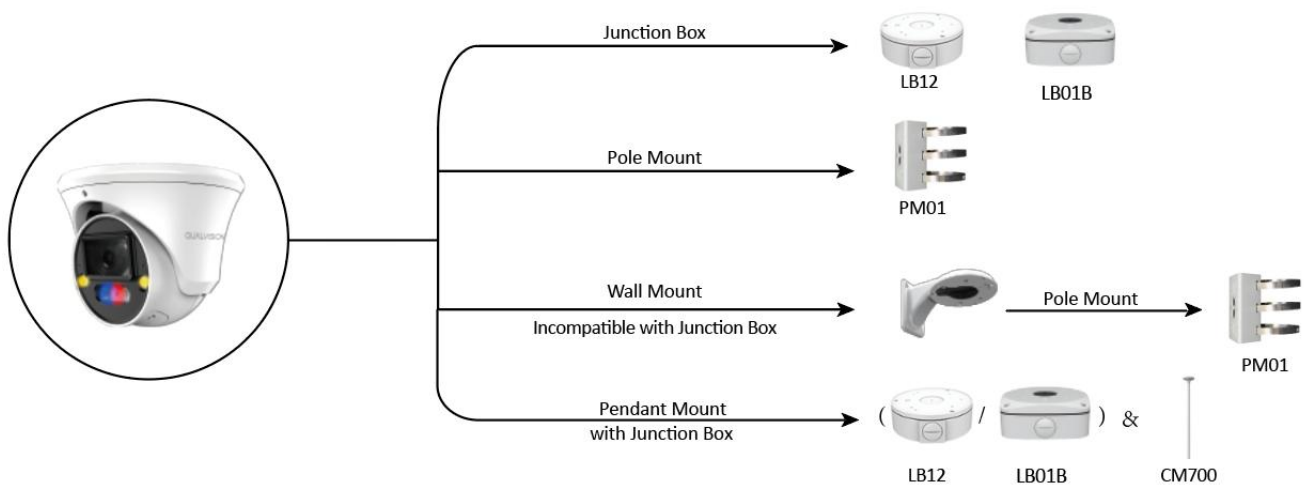 Junction Box
LB12
LB01B
Pole Mount
PM01
DUALVISION
Wall Mount
Incompatible with Junction Box
Pole Mount
PM01
Pendant Mount
with Junction Box
( / ) &
LB12
LB01B
CM700